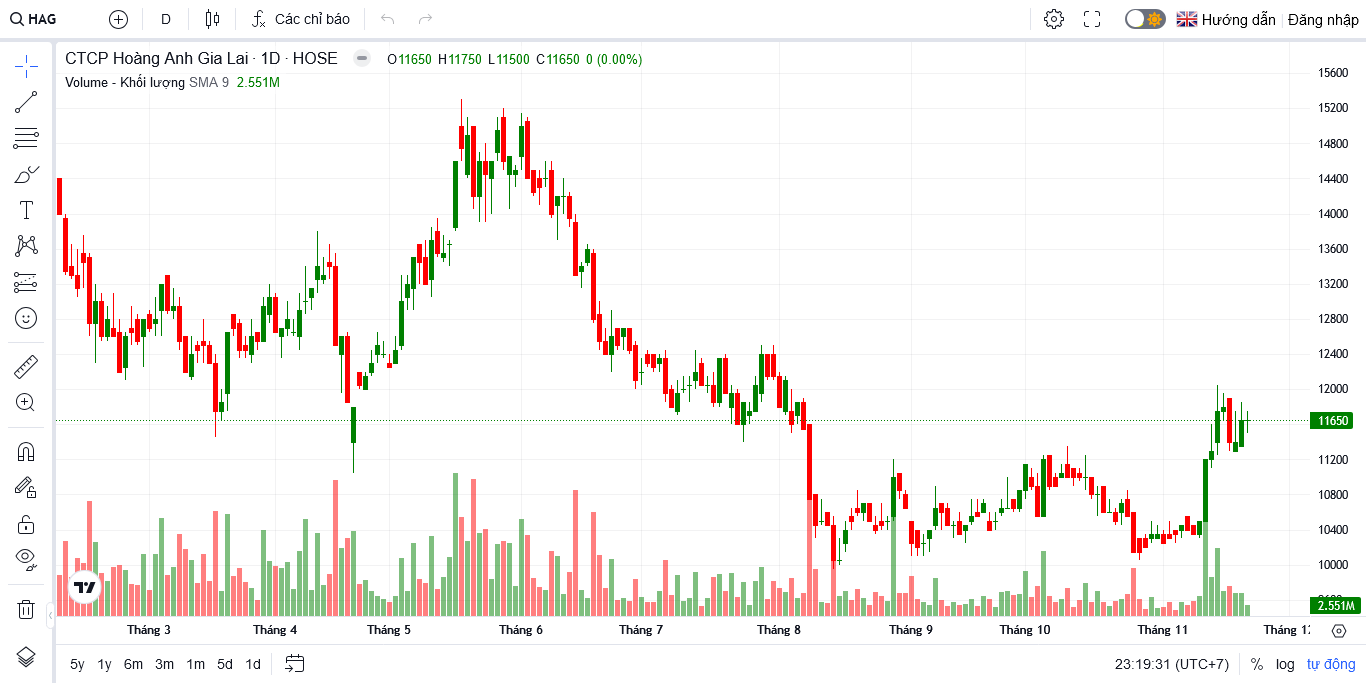 HAG D Các chỉ báo Hướng dẫn Đăng nhập
CTCP Hoàng Anh Gia Lai · 1D · HOSE O11650 H11750 L11500 C11650 0 (0.00%)
Volume - Khối lượng SMA 9 2.551M
15600
15200
14800
14400
14000
13600
13200
12800
12400
12000
11650
11200
10800
10400
10000
2.551M
Tháng 3 Tháng 4 Tháng 5 Tháng 6 Tháng 7 Tháng 8 Tháng 9 Tháng 10 Tháng 11 Tháng 12
5y 1y 6m 3m 1m 5d 1d 23:19:31 (UTC+7) % log tự động